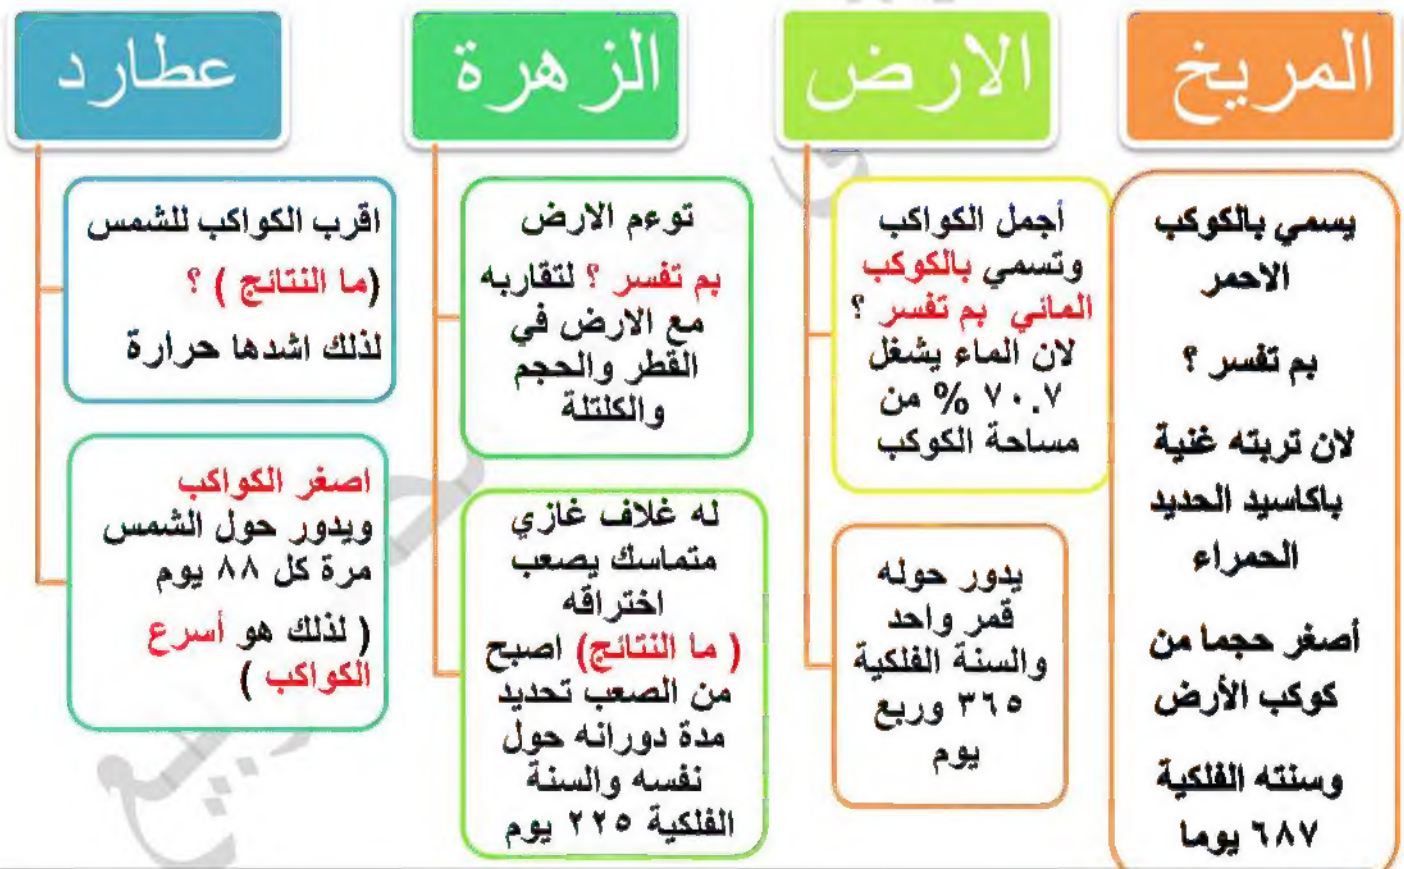 المريخ
يسمي بالكوكب
الاحمر
بم تفسر ؟
لان تربته غنية
باكاسيد الحديد
الحمراء
أصغر حجما من
كوكب الأرض
وسنته الفلكية
٦٨٧ يوما
الارض
أجمل الكواكب
وتسمي بالكوكب
المائي بم تفسر ؟
لان الماء يشغل
٧٠.٧ % من
مساحة الكوكب
يدور حوله
قمر واحد
والسنة الفلكية
٣٦٥ وربع
يوم
الزهرة
توءم الارض
بم تفسر ؟ لتقاربه
مع الارض في
القطر والحجم
والكلتلة
له غلاف غازي
متماسك يصعب
اختراقه
( ما النتائج) اصبح
من الصعب تحديد
مدة دورانه حول
نفسه والسنة
الفلكية ٢٢٥ يوم
عطارد
اقرب الكواكب للشمس
(ما النتائج ) ؟
لذلك اشدها حرارة
اصغر الكواكب
ويدور حول الشمس
مرة كل ٨٨ يوم
( لذلك هو أسرع
الكواكب )